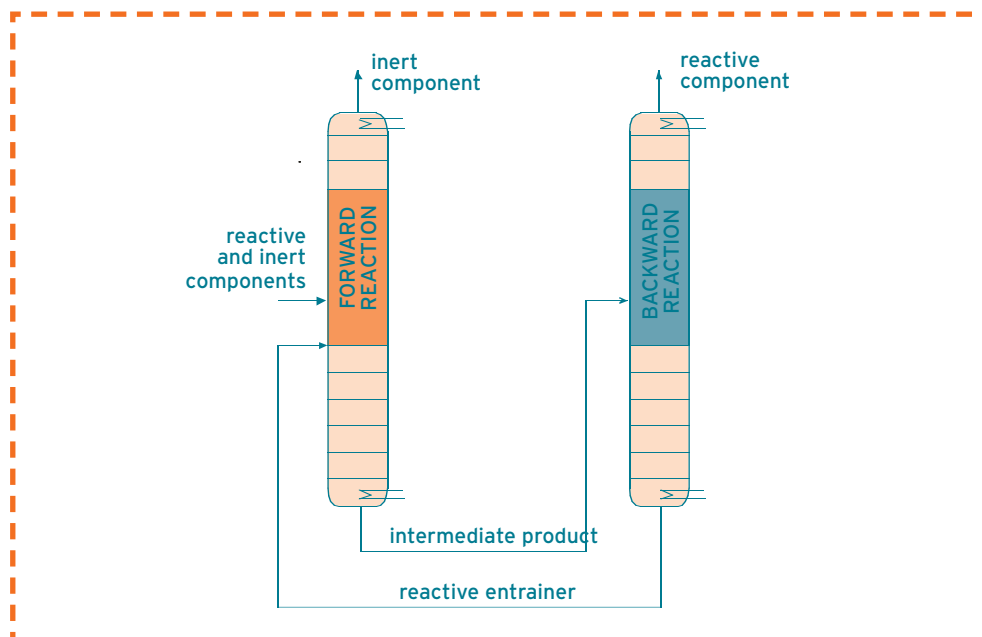 inert
component
reactive
component
reactive
and inert
components
FORWARD
REACTION
BACKWARD
REACTION
intermediate product
reactive entrainer